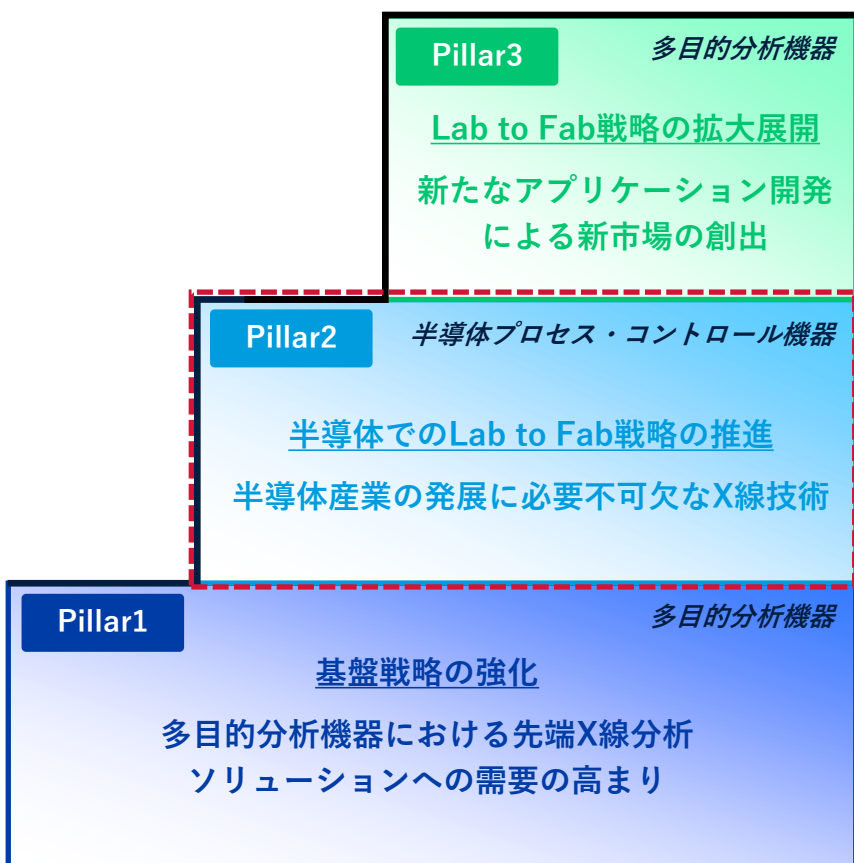 Pillar3
多目的分析機器
Lab to Fab戦略の拡大展開
新たなアプリケーション開発
による新市場の創出
Pillar2
半導体プロセス・コントロール機器
半導体でのLab to Fab戦略の推進
半導体産業の発展に必要不可欠なX線技術
Pillar1
多目的分析機器
基盤戦略の強化
多目的分析機器における先端X線分析
ソリューションへの需要の高まり